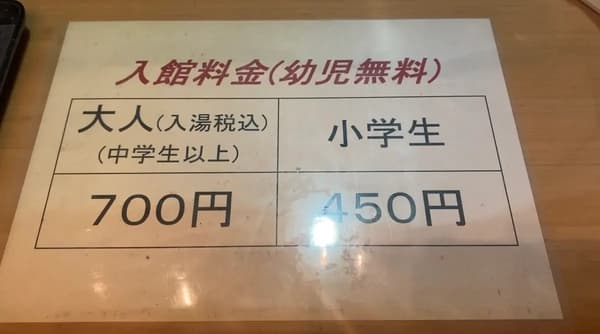 入館料金(幼児無料)
大人(入湯税込)
(中学生以上)
小学生
700円
450円